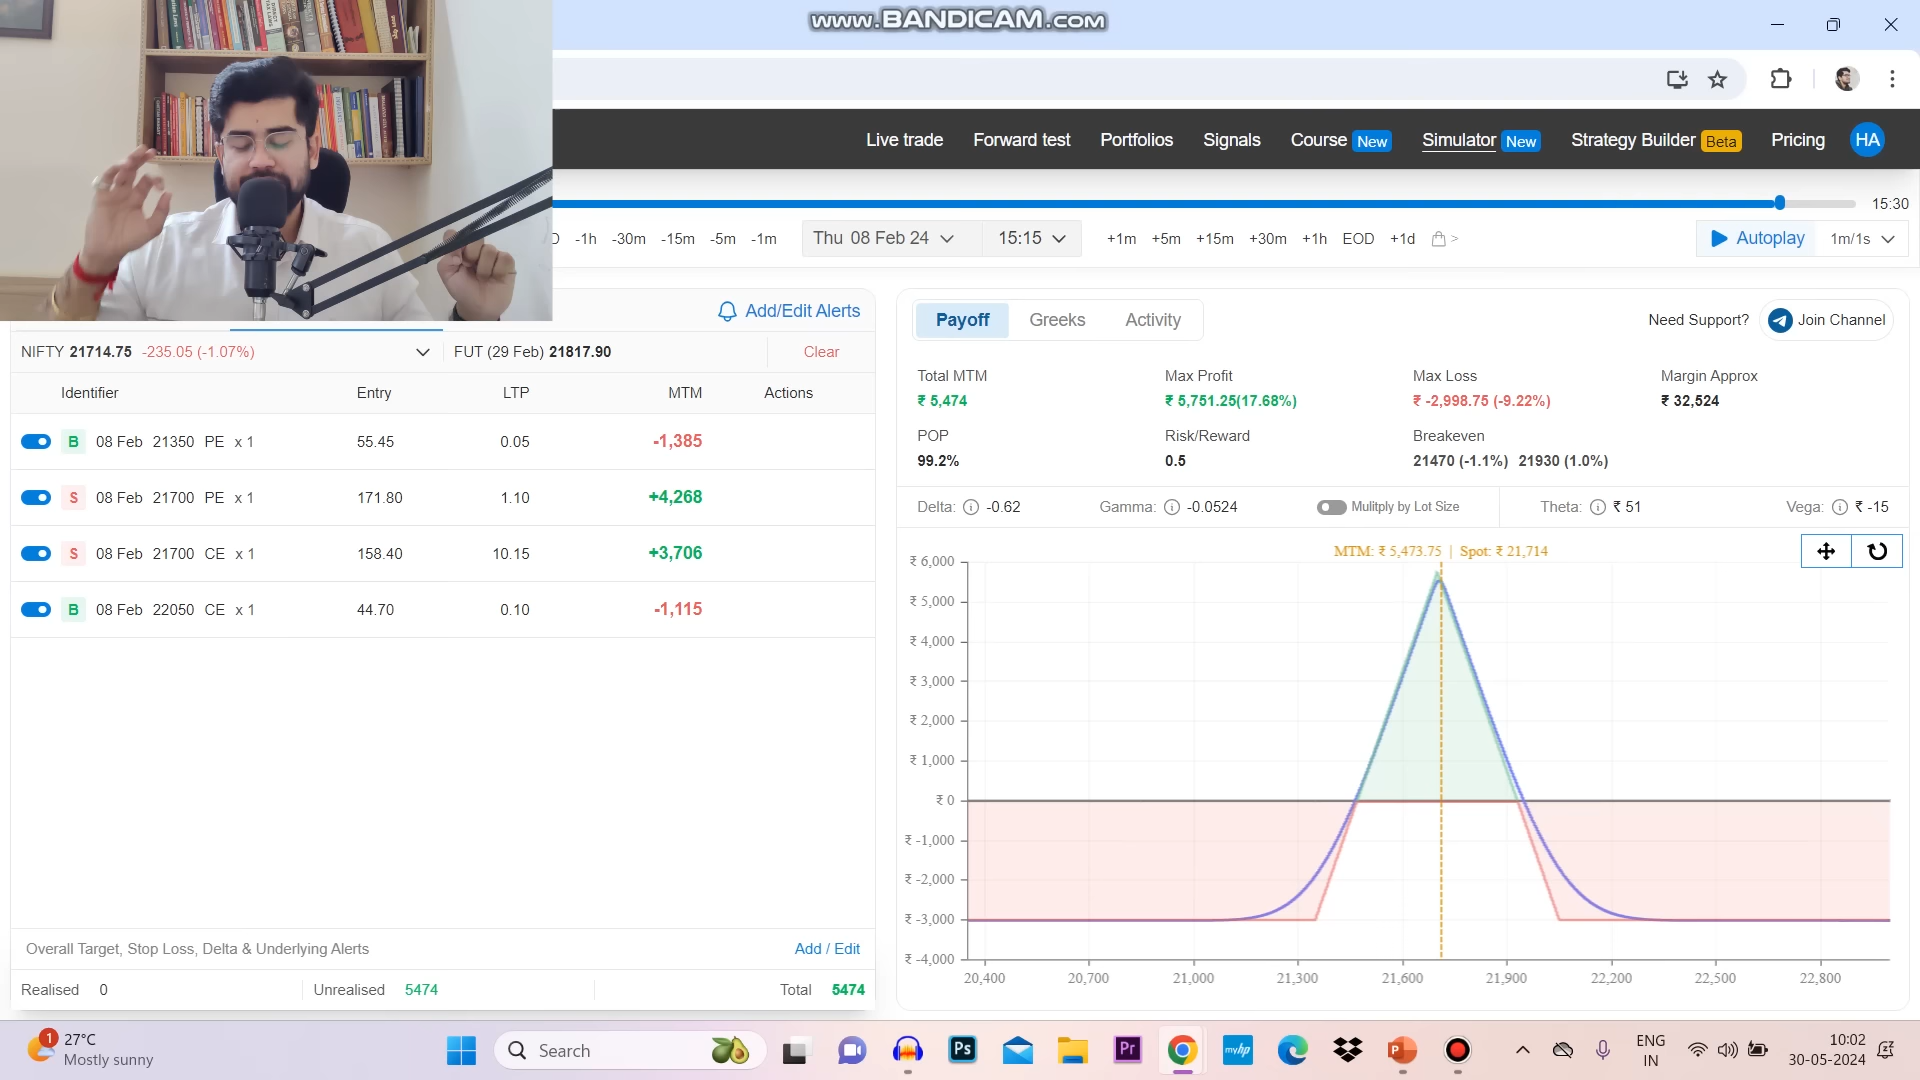 www.BANDICAM.com
Live trade
Forward test
Portfolios
Signals
Course New
Simulator New
Strategy Builder Beta
Pricing
HA
15:30
-1h -30m -15m -5m -1m
Thu 08 Feb 24
15:15
+1m +5m +15m +30m +1h EOD +1d
Autoplay
1m/1s
Add/Edit Alerts
NIFTY 21714.75 -235.05 (-1.07%)
FUT (29 Feb) 21817.90
Clear
Identifier Entry LTP MTM Actions
B 08 Feb 21350 PE x 1 55.45 0.05 -1,385
S 08 Feb 21700 PE x 1 171.80 1.10 +4,268
S 08 Feb 21700 CE x 1 158.40 10.15 +3,706
B 08 Feb 22050 CE x 1 44.70 0.10 -1,115
Overall Target, Stop Loss, Delta & Underlying Alerts
Add / Edit
Realised 0
Unrealised 5474
Total 5474
Payoff Greeks Activity
Need Support?
Join Channel
Total MTM
₹ 5,474
Max Profit
₹ 5,751.25(17.68%)
Max Loss
₹ -2,998.75 (-9.22%)
Margin Approx
₹ 32,524
POP
99.2%
Risk/Reward
0.5
Breakeven
21470 (-1.1%) 21930 (1.0%)
Delta: -0.62
Gamma: -0.0524
Mulitply by Lot Size
Theta: ₹ 51
Vega: ₹ -15
MTM: ₹ 5,473.75 | Spot: ₹ 21,714
₹ 6,000
₹ 5,000
₹ 4,000
₹ 3,000
₹ 2,000
₹ 1,000
₹ 0
₹ -1,000
₹ -2,000
₹ -3,000
₹ -4,000
20,400 20,700 21,000 21,300 21,600 21,900 22,200 22,500 22,800
1
27°C
Mostly sunny
Search
Ps
Pr
myhp
P
ENG
IN
10:02
30-05-2024